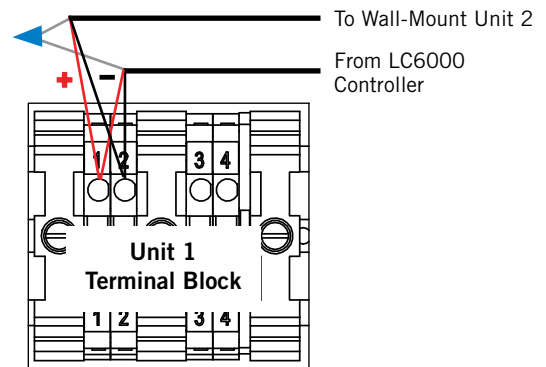 To Wall-Mount Unit 2
From LC6000
Controller
+ -
1 2 3 4
Unit 1
Terminal Block
1 2 3 4